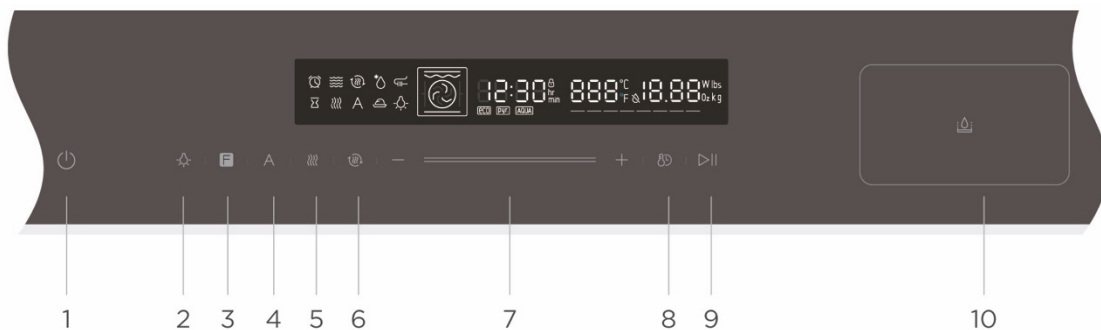 A
12:30 hr min
888 °C °F 18.88 W lbs oz kg
eco pyr AQUA
F A − +
1 2 3 4 5 6 7 8 9 10